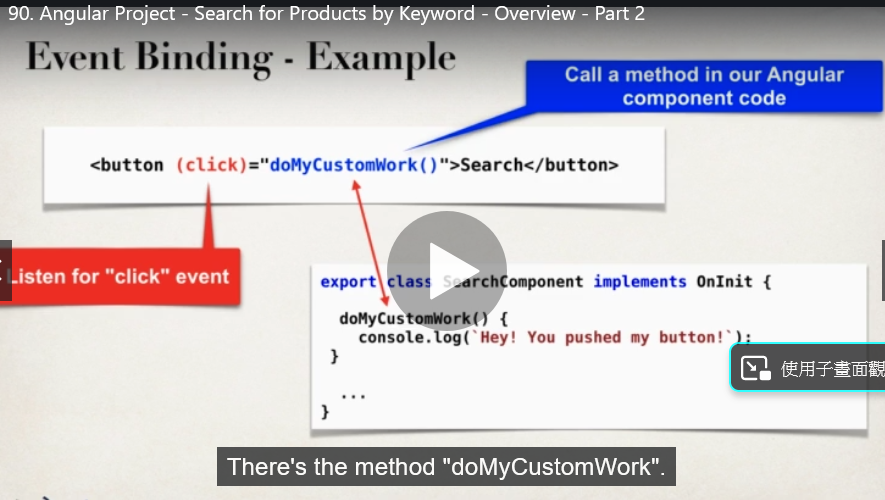 90. Angular Project - Search for Products by Keyword - Overview - Part 2
Event Binding - Example
Call a method in our Angular
component code
<button (click)="doMyCustomWork()">Search</button>
Listen for "click" event
export class SearchComponent implements OnInit {
doMyCustomWork() {
console.log(`Hey! You pushed my button!`);
}
...
}
使用子畫面觀
There's the method "doMyCustomWork".